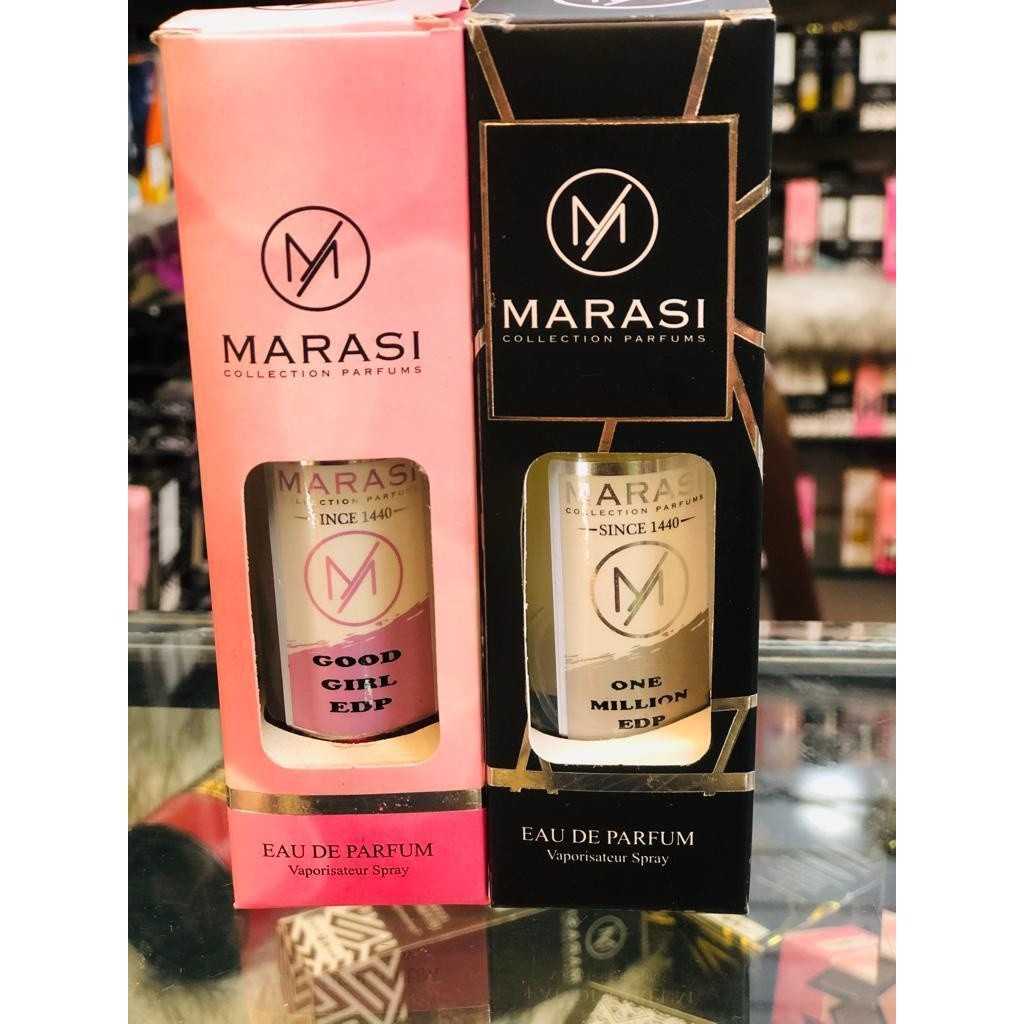 MARASI
COLLECTION PARFUMS
MARASI
COLLECTION PARFUMS
SINCE 1440
GOOD
GIRL
EDP
EAU DE PARFUM
Vaporisateur Spray
MARASI
COLLECTION PARFUMS
MARASI
COLLECTION PARFUMS
SINCE 1440
ONE
MILLION
EDP
EAU DE PARFUM
Vaporisateur Spray